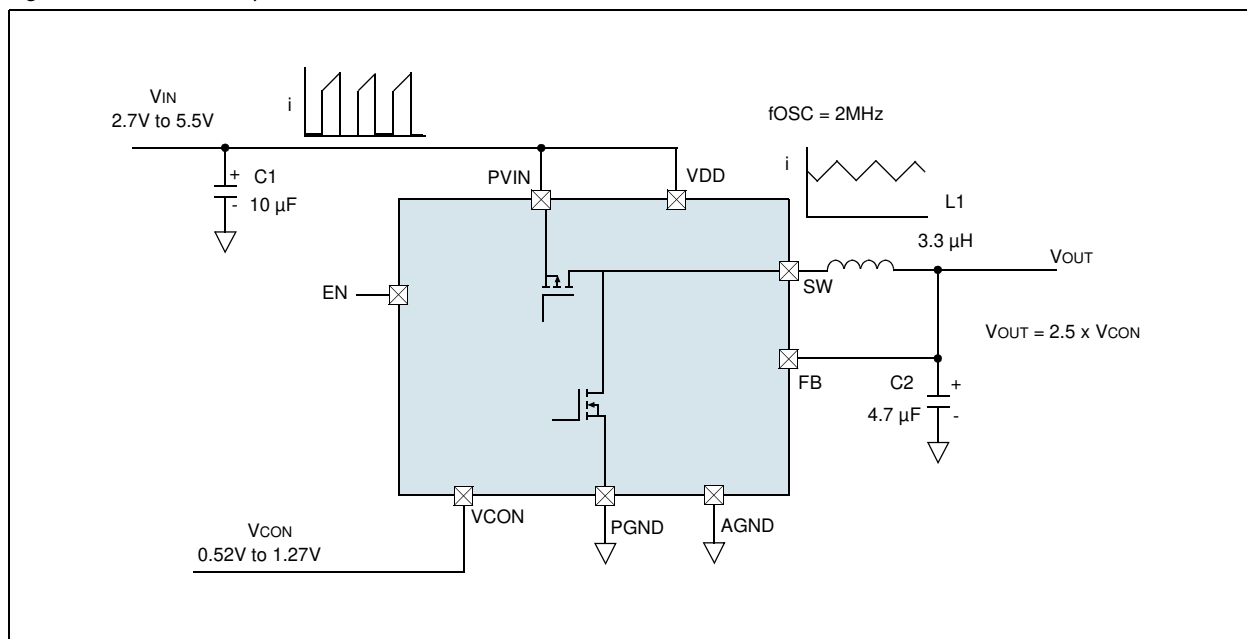 VIN
2.7V to 5.5V
i
fOSC = 2MHz
i
+
C1
-
10 µF
PVIN
VDD
L1
3.3 µH
EN
SW
VOUT
VOUT = 2.5 x VCON
FB
C2
+
4.7 µF
-
VCON
PGND
AGND
VCON
0.52V to 1.27V